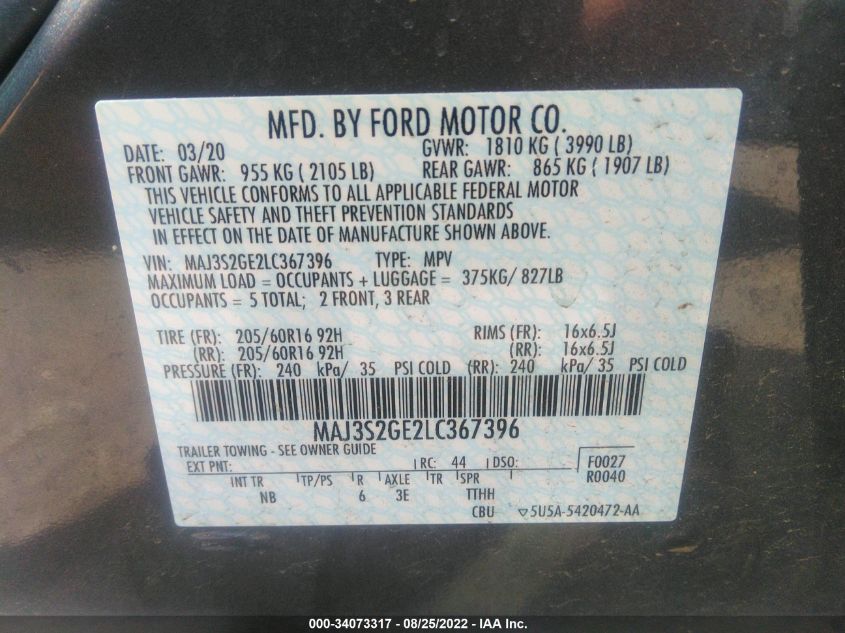 MFD. BY FORD MOTOR CO.
DATE: 03/20 GVWR: 1810 KG ( 3990 LB)
FRONT GAWR: 955 KG ( 2105 LB) REAR GAWR: 865 KG ( 1907 LB)
THIS VEHICLE CONFORMS TO ALL APPLICABLE FEDERAL MOTOR
VEHICLE SAFETY AND THEFT PREVENTION STANDARDS
IN EFFECT ON THE DATE OF MANUFACTURE SHOWN ABOVE.
VIN: MAJ3S2GE2LC367396 TYPE: MPV
MAXIMUM LOAD = OCCUPANTS + LUGGAGE = 375KG/ 827LB
OCCUPANTS = 5 TOTAL; 2 FRONT, 3 REAR
TIRE (FR): 205/60R16 92H RIMS (FR): 16x6.5J
(RR): 205/60R16 92H (RR): 16x6.5J
PRESSURE (FR): 240 kPa/ 35 PSI COLD (RR): 240 kPa/ 35 PSI COLD
MAJ3S2GE2LC367396
TRAILER TOWING - SEE OWNER GUIDE
EXT PNT: RC: 44 DSO: F0027
INT TR TP/PS R AXLE TR SPR R0040
NB 6 3E TTHH
CBU ▽5U5A-5420472-AA
000-34073317 - 08/25/2022 - IAA Inc.